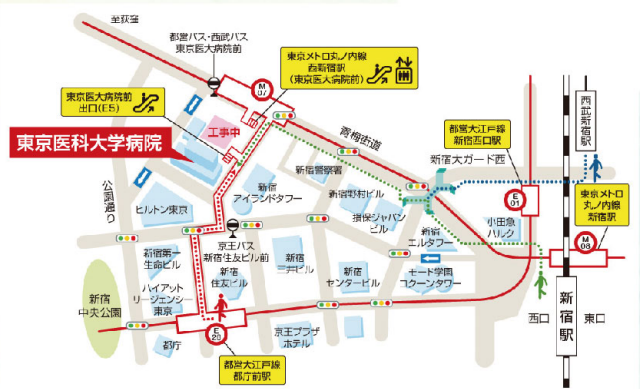 至荻窪
都営バス・西武バス
東京医大病院前
東京メトロ丸ノ内線
西新宿駅
(東京医大病院前)
M
07
東京医大病院前
出口(E5)
工事中
東京医科大学病院
青梅街道
都営大江戸線
新宿西口駅
西武新宿駅
新宿大ガード西
新宿警察署
公園通り
ヒルトン東京
新宿
アイランドタワー
新宿野村ビル
損保ジャパン
ビル
E
01
東京メトロ
丸ノ内線
新宿駅
小田急
ハルク
M
08
新宿
エルタワー
京王バス
新宿住友ビル前
新宿第一
生命ビル
新宿
三井ビル
新宿
住友ビル
新宿
センタービル
モード学園
コクーンタワー
ハイアット
リージェンシー
東京
新宿
中央公園
西口
新宿駅
東口
都庁
E
20
京王プラザ
ホテル
都営大江戸線
都庁前駅